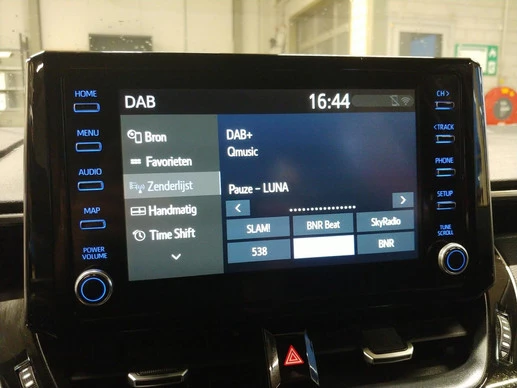 HOME
MENU
AUDIO
MAP
POWER
VOLUME
DAB
16:44
Bron
Favorieten
Zenderlijst
Handmatig
Time Shift
DAB+
Qmusic
Pauze - LUNA
SLAM!
BNR Beat
SkyRadio
538
BNR
CH >
< TRACK
PHONE
SETUP
TUNE
SCROLL